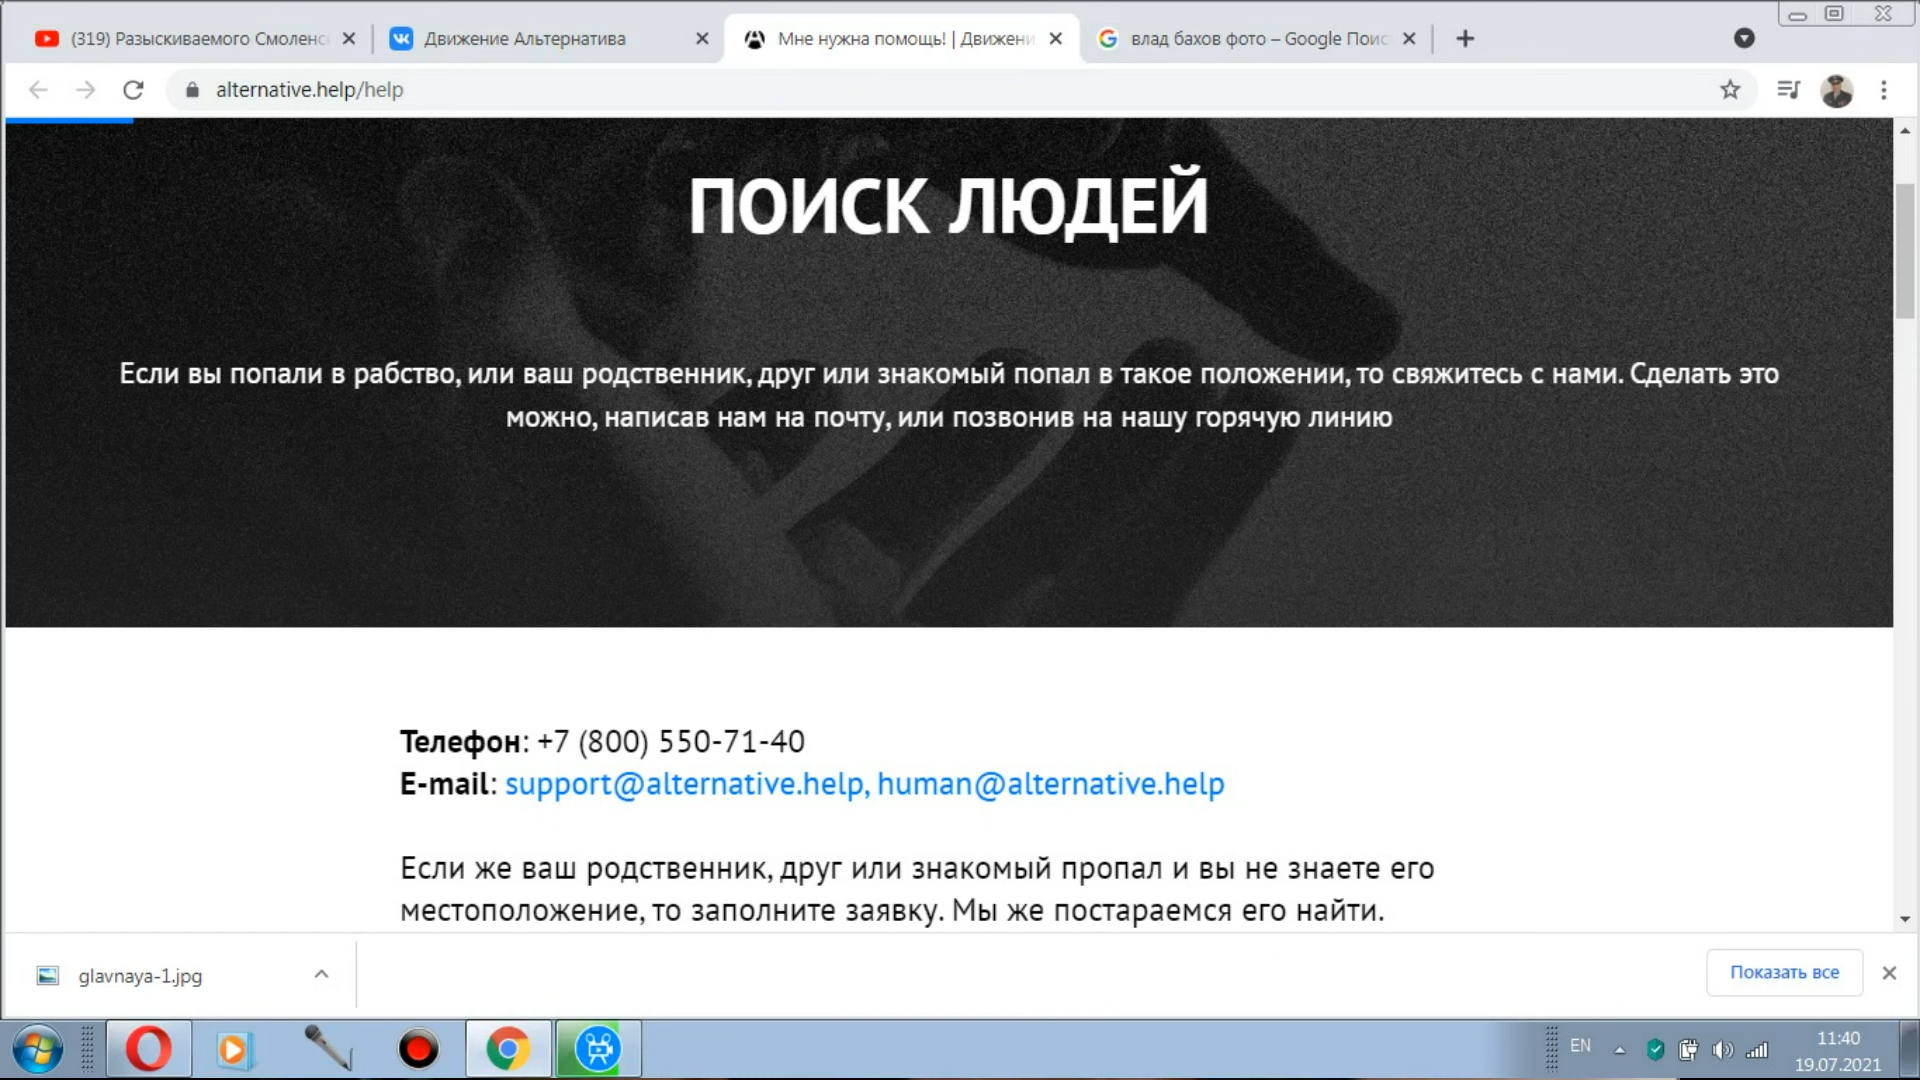 (319) Разыскиваемого Смоленс
Движение Альтернатива
Мне нужна помощь! | Движени
влад бахов фото – Google Поис
alternative.help/help
ПОИСК ЛЮДЕЙ
Если вы попали в рабство, или ваш родственник, друг или знакомый попал в такое положении, то свяжитесь с нами. Сделать это
можно, написав нам на почту, или позвонив на нашу горячую линию
Телефон: +7 (800) 550-71-40
E-mail: support@alternative.help, human@alternative.help
Если же ваш родственник, друг или знакомый пропал и вы не знаете его
местоположение, то заполните заявку. Мы же постараемся его найти.
glavnaya-1.jpg
Показать все
EN
11:40
19.07.2021